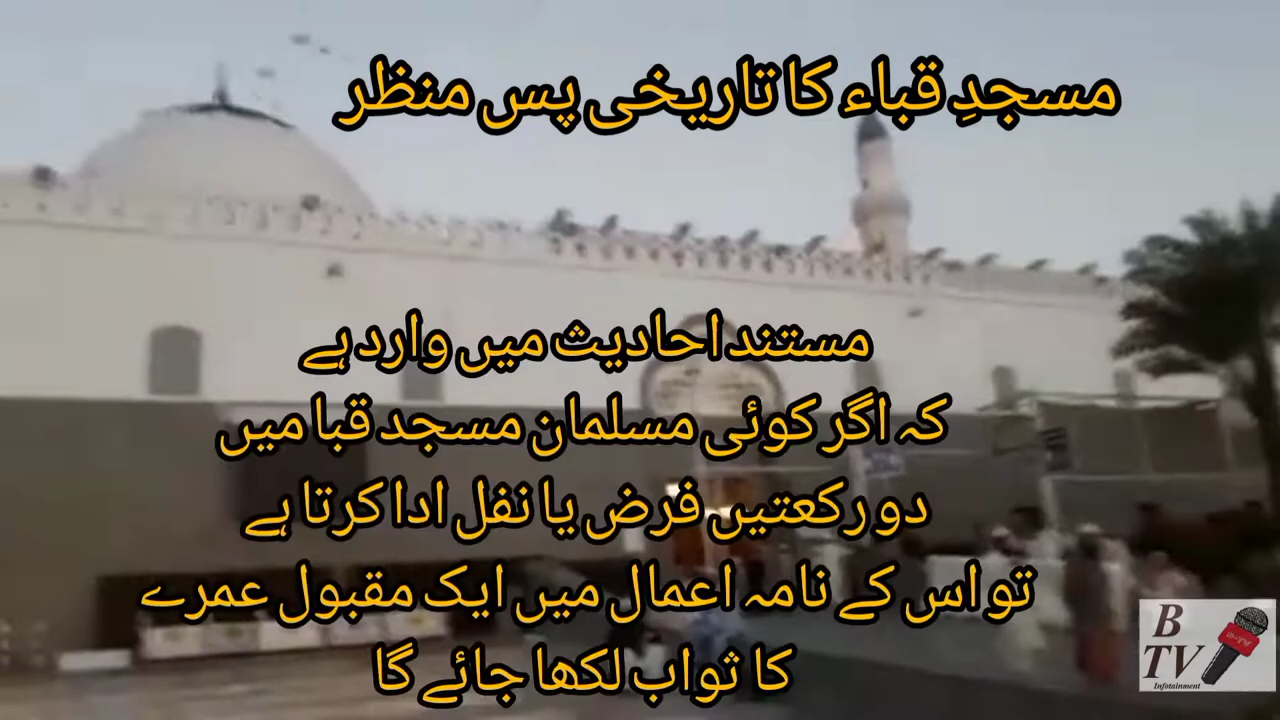 مسجدِ قباء کا تاریخی پس منظر
مستند احادیث میں وارد ہے
کہ اگر کوئی مسلمان مسجد قبا میں
دو رکعتیں فرض یا نفل ادا کرتا ہے
تو اس کے نامہ اعمال میں ایک مقبول عمرے
کا ثواب لکھا جائے گا
B
TV
Infotainment
B-TV